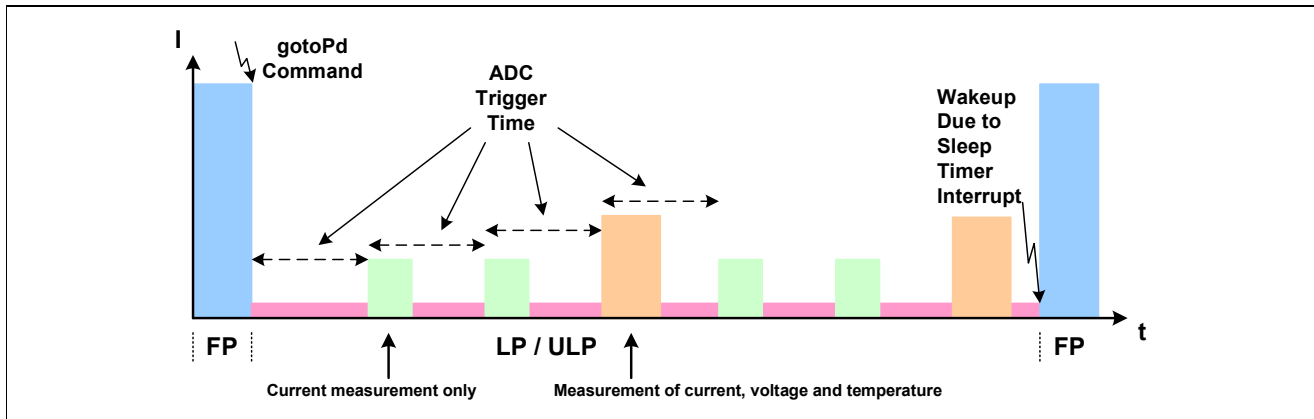 I
gotoPd
Command
ADC
Trigger
Time
Wakeup
Due to
Sleep
Timer
Interrupt
t
FP
LP / ULP
FP
Current measurement only
Measurement of current, voltage and temperature